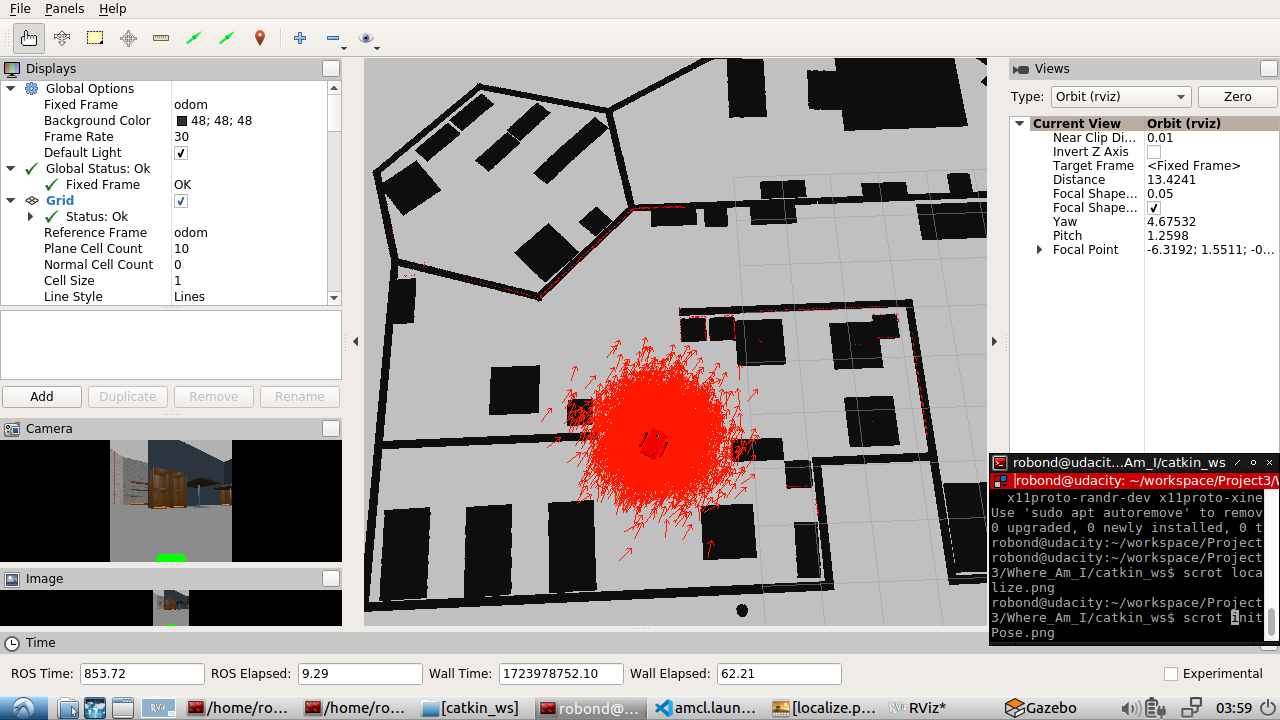 File Panels Help
Displays
Global Options
Fixed Frame odom
Background Color 48; 48; 48
Frame Rate 30
Default Light
Global Status: Ok
Fixed Frame OK
Grid
Status: Ok
Reference Frame odom
Plane Cell Count 10
Normal Cell Count 0
Cell Size 1
Line Style Lines
Add Duplicate Remove Rename
Camera
Image
Views
Type: Orbit (rviz) Zero
Current View Orbit (rviz)
Near Clip Di... 0.01
Invert Z Axis
Target Frame <Fixed Frame>
Distance 13.4241
Focal Shape... 0.05
Focal Shape...
Yaw 4.67532
Pitch 1.2598
Focal Point -6.3192; 1.5511; -0...
robond@udacit...Am_I/catkin_ws
robond@udacity: ~/workspace/Project3/
x11proto-randr-dev x11proto-xine
Use 'sudo apt autoremove' to remov
0 upgraded, 0 newly installed, 0 t
robond@udacity:~/workspace/Project
robond@udacity:~/workspace/Project
3/Where_Am_I/catkin_ws$ scrot loca
lize.png
robond@udacity:~/workspace/Project
3/Where_Am_I/catkin_ws$ scrot init
Pose.png
Time
ROS Time: 853.72 ROS Elapsed: 9.29 Wall Time: 1723978752.10 Wall Elapsed: 62.21 Experimental
RViz /home/ro... /home/ro... [catkin_ws] robond@... amcl.laun... [localize.p... RViz* Gazebo 03:59